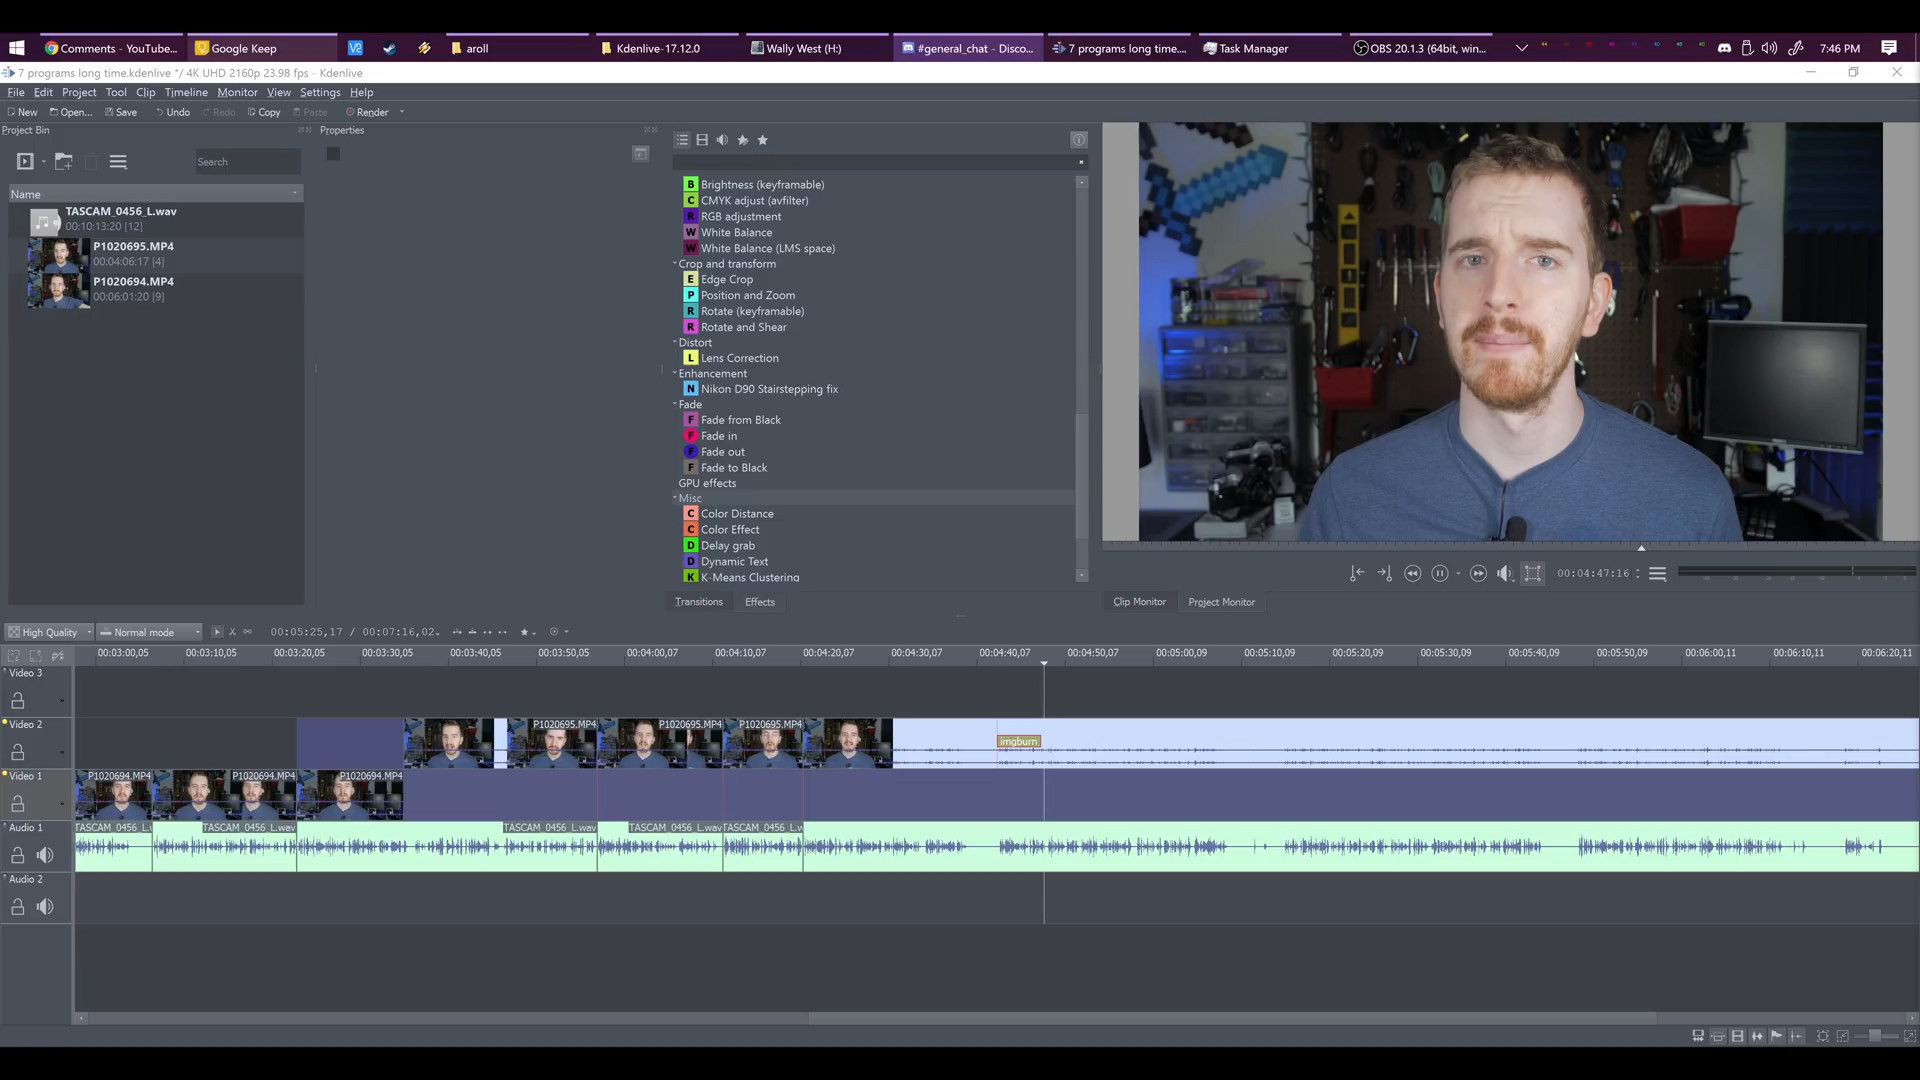 Comments - YouTube...
Google Keep
aroll
Kdenlive-17.12.0
Wally West (H:)
#general_chat - Disco...
7 programs long time....
Task Manager
OBS 20.1.3 (64bit, win...
7:46 PM
7 programs long time.kdenlive */ 4K UHD 2160p 23.98 fps - Kdenlive
File Edit Project Tool Clip Timeline Monitor View Settings Help
New Open... Save Undo Redo Copy Paste Render
Project Bin
Properties
Search
Name
TASCAM_0456_L.wav
00:10:13:20 [12]
P1020695.MP4
00:04:06:17 [4]
P1020694.MP4
00:06:01:20 [9]
B Brightness (keyframable)
C CMYK adjust (avfilter)
R RGB adjustment
W White Balance
W White Balance (LMS space)
Crop and transform
E Edge Crop
P Position and Zoom
R Rotate (keyframable)
R Rotate and Shear
Distort
L Lens Correction
Enhancement
N Nikon D90 Stairstepping fix
Fade
F Fade from Black
F Fade in
F Fade out
F Fade to Black
GPU effects
Misc
C Color Distance
C Color Effect
D Delay grab
D Dynamic Text
K K-Means Clustering
Transitions Effects
00:04:47:16
Clip Monitor Project Monitor
High Quality Normal mode 00:05:25,17 / 00:07:16,02
00:03:00,05 00:03:10,05 00:03:20,05 00:03:30,05 00:03:40,05 00:03:50,05 00:04:00,07 00:04:10,07 00:04:20,07 00:04:30,07 00:04:40,07 00:04:50,07 00:05:00,09 00:05:10,09 00:05:20,09 00:05:30,09 00:05:40,09 00:05:50,09 00:06:00,11 00:06:10,11 00:06:20,11
Video 3
Video 2
P1020695.MP4 P1020695.MP4 P1020695.MP4
imgburn
Video 1
P1020694.MP4 P1020694.MP4 P1020694.MP4
Audio 1
TASCAM_0456_L.w TASCAM_0456_L.wav TASCAM_0456_L.wav TASCAM_0456_L.wav TASCAM_0456_L.w
Audio 2